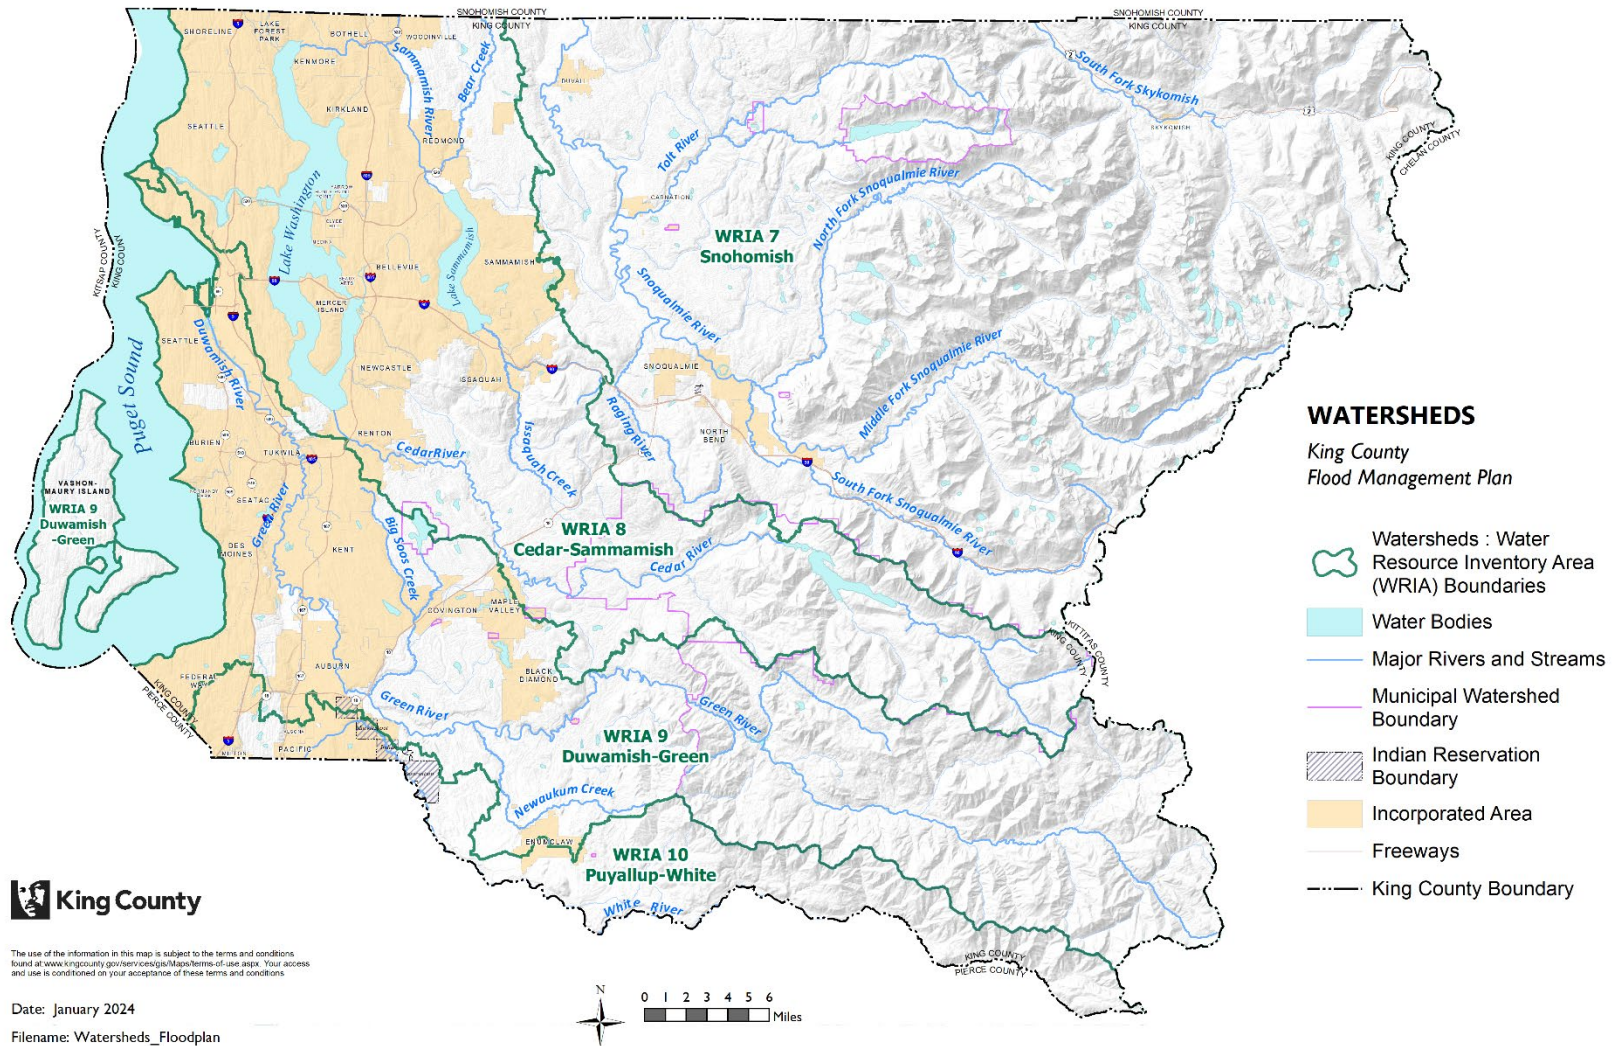 SNOHOMISH COUNTY
KING COUNTY
SNOHOMISH COUNTY
KING COUNTY
SHORELINE
LAKE
FOREST
PARK
BOTHELL
WOODINVILLE
KENMORE
Sammamish River
Bear Creek
DUVALL
South Fork Skykomish
2
2
SKYKOMISH
KING COUNTY
CHELAN COUNTY
KIRKLAND
SEATTLE
REDMOND
Tolt River
CARNATION
North Fork Snoqualmie River
Lake Washington
Lake Sammamish
WRIA 7
Snohomish
KITSAP COUNTY
KING COUNTY
BELLEVUE
SAMMAMISH
MERCER
ISLAND
Snoqualmie River
Puget Sound
SEATTLE
Duwamish River
NEWCASTLE
ISSAQUAH
SNOQUALMIE
Middle Fork Snoqualmie River
Raging River
NORTH
BEND
Issaquah Creek
BURIEN
RENTON
TUKWILA
Cedar River
South Fork Snoqualmie River
VASHON-
MAURY ISLAND
WRIA 9
Duwamish
-Green
SEATAC
Green River
Big Soos Creek
DES
MOINES
KENT
WRIA 8
Cedar-Sammamish
Cedar River
COVINGTON
MAPLE
VALLEY
KITTITAS COUNTY
KING COUNTY
AUBURN
BLACK
DIAMOND
FEDERAL
WAY
KING COUNTY
PIERCE COUNTY
Green River
Green River
PACIFIC
MILTON
WRIA 9
Duwamish-Green
Newaukum Creek
ENUMCLAW
WRIA 10
Puyallup-White
White River
KING COUNTY
PIERCE COUNTY
WATERSHEDS
King County
Flood Management Plan
Watersheds : Water
Resource Inventory Area
(WRIA) Boundaries
Water Bodies
Major Rivers and Streams
Municipal Watershed
Boundary
Indian Reservation
Boundary
Incorporated Area
Freeways
King County Boundary
King County
The use of the information in this map is subject to the terms and conditions
found at:www.kingcounty.gov/services/gis/Maps/terms-of-use.aspx. Your access
and use is conditioned on your acceptance of these terms and conditions
Date: January 2024
Filename: Watersheds_Floodplan
N
0 1 2 3 4 5 6
Miles